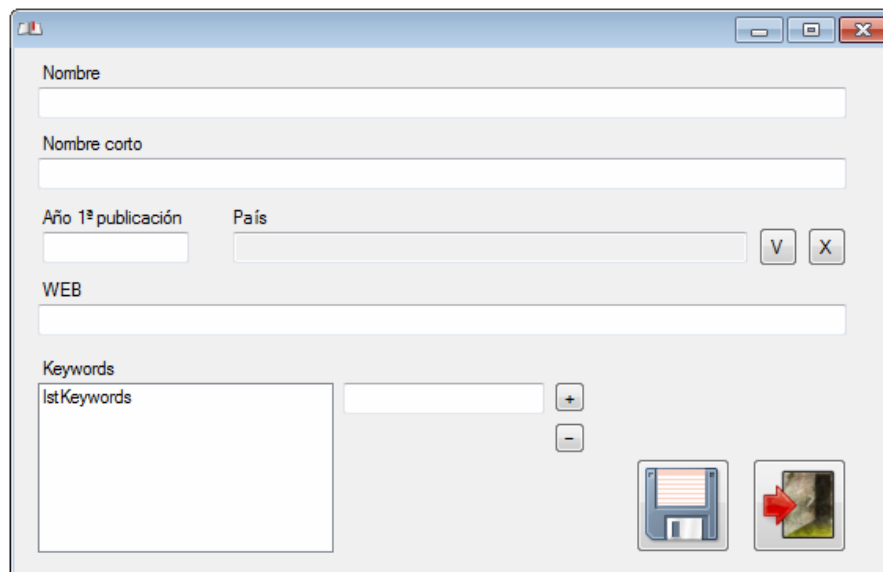 Nombre
Nombre corto
Año 1ª publicación País
V X
WEB
Keywords
lstKeywords
+
-